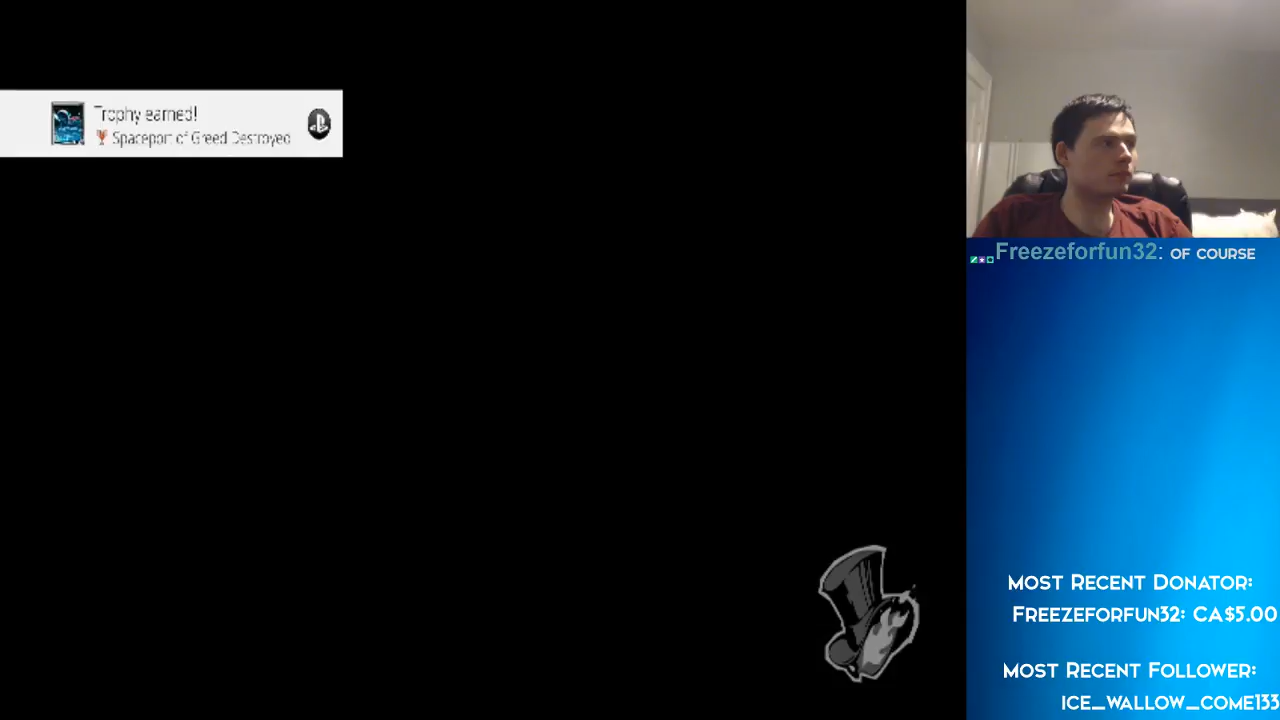 Trophy earned!
Spaceport of Greed Destroyed
Freezeforfun32: OF COURSE
MOST RECENT DONATOR:
FREEZEFORFUN32: CA$5.00
MOST RECENT FOLLOWER:
ICE_WALLOW_COME133